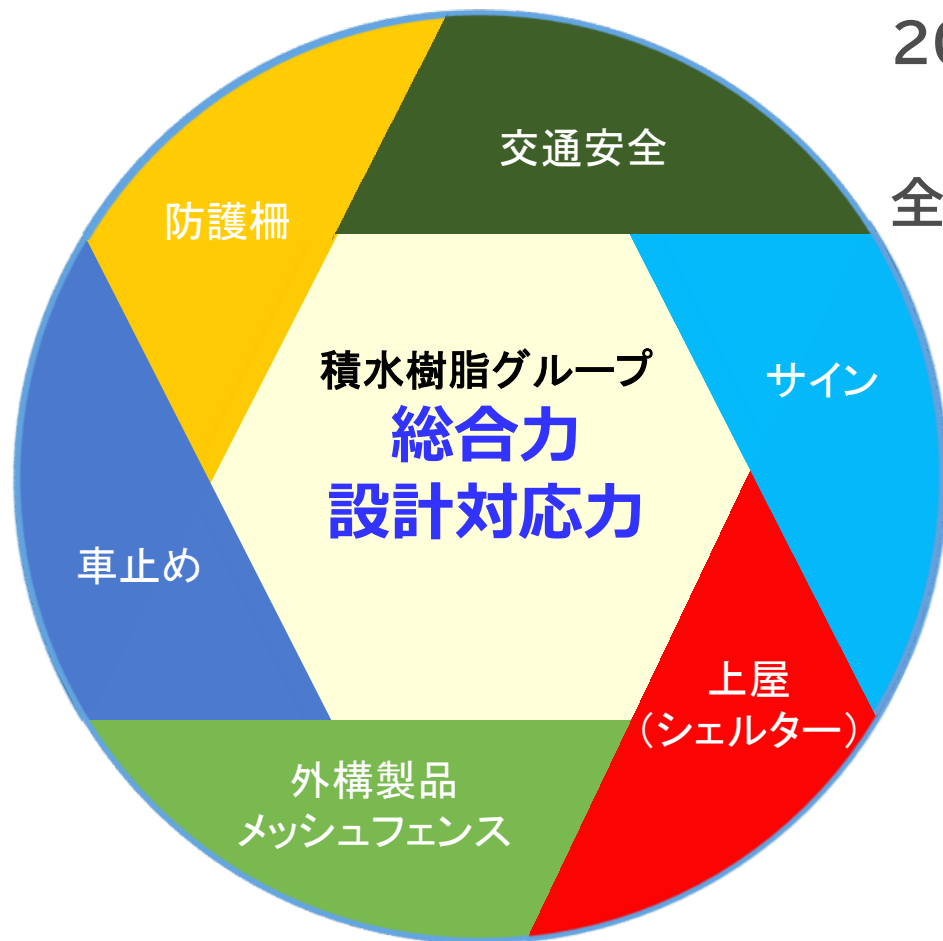 交通安全
防護柵
サイン
積水樹脂グループ
総合力
設計対応力
車止め
上屋
（シェルター）
外構製品
メッシュフェンス
全